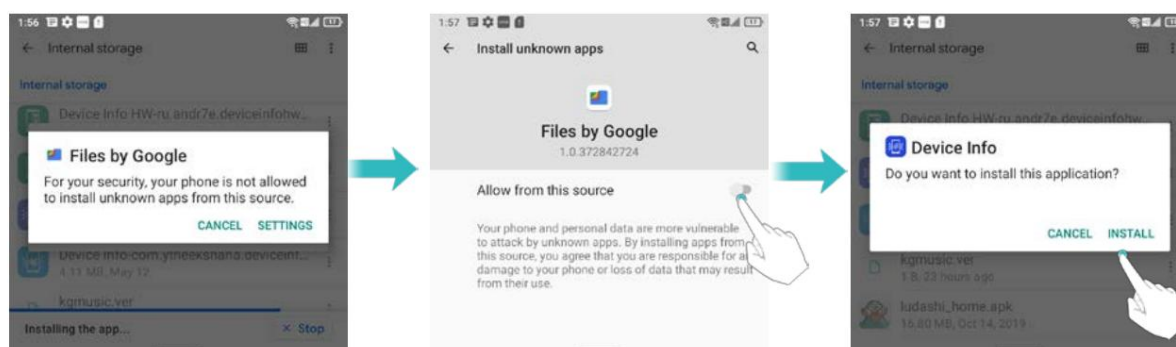 1:56
Internal storage
Internal storage
Device Info HW-ru.andr7e.deviceinfohw...
Files by Google
For your security, your phone is not allowed
to install unknown apps from this source.
CANCEL SETTINGS
Device Info-com.ytheekshana.deviceinf...
4.11 MB, May 12
kgmusic.ver
Installing the app...
× Stop
1:57
Install unknown apps
Files by Google
1.0.372842724
Allow from this source
Your phone and personal data are more vulnerable
to attack by unknown apps. By installing apps from
this source, you agree that you are responsible for a
damage to your phone or loss of data that may result
from their use.
1:57
Internal storage
Internal storage
Device Info HW-ru.andr7e.deviceinfohw...
Device Info
Do you want to install this application?
CANCEL INSTALL
kgmusic.ver
1 B, 22 hours ago
ludashi_home.apk
16.80 MB, Oct 14, 2019